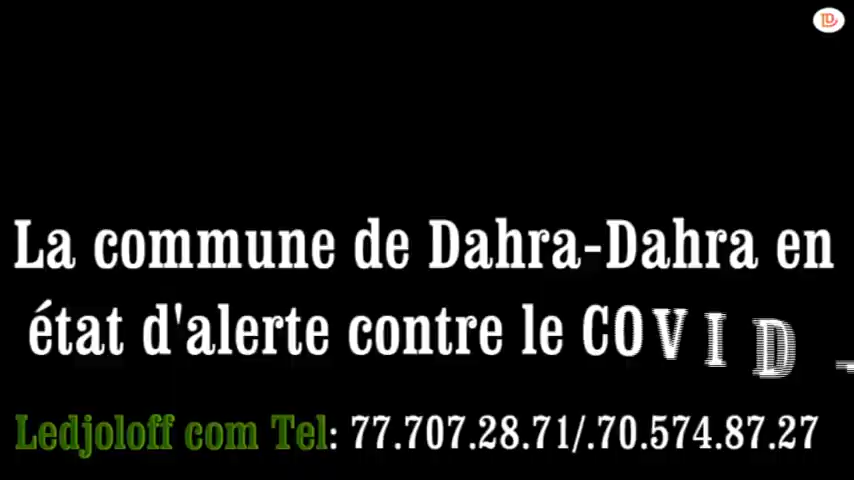 La commune de Dahra-Dahra en
état d'alerte contre le COVID -
Ledjoloff com Tel: 77.707.28.71/.70.574.87.27